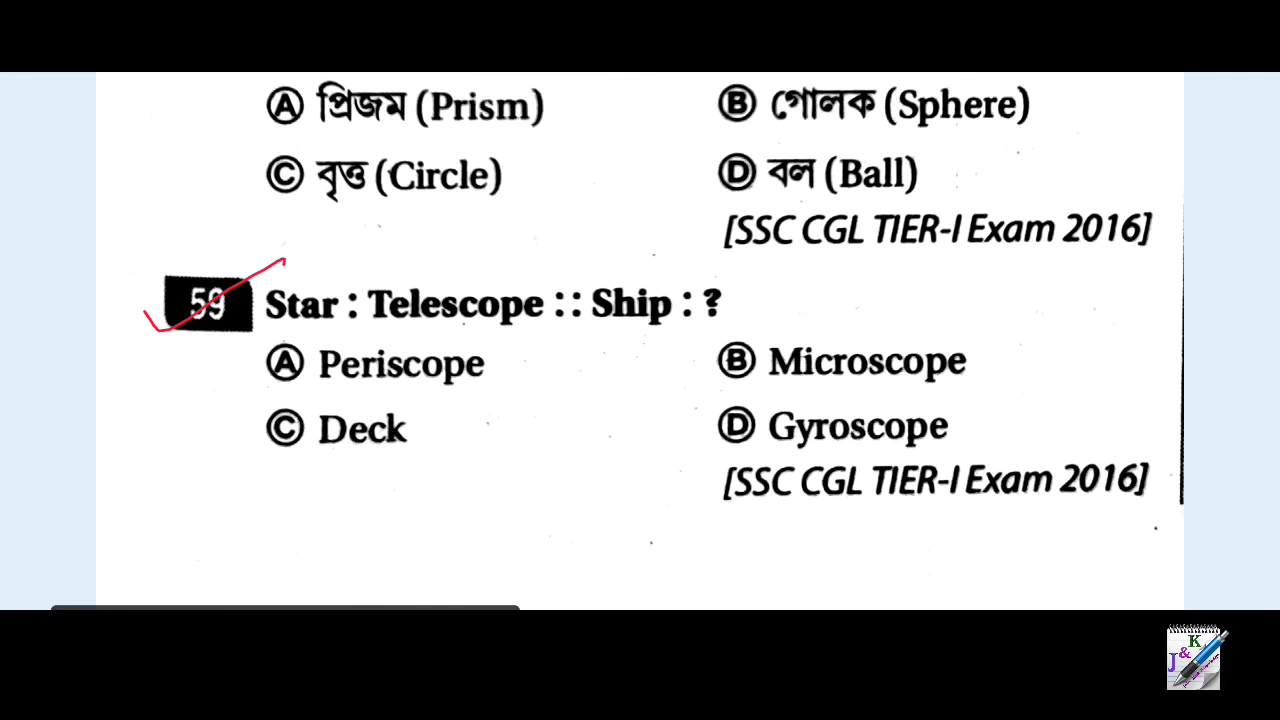 Ⓐ প্রিজম (Prism) Ⓑ গোলক (Sphere)
Ⓒ বৃত্ত (Circle) Ⓓ বল (Ball)
[SSC CGL TIER-I Exam 2016]
59 Star : Telescope : : Ship : ?
Ⓐ Periscope Ⓑ Microscope
Ⓒ Deck Ⓓ Gyroscope
[SSC CGL TIER-I Exam 2016]
J&K